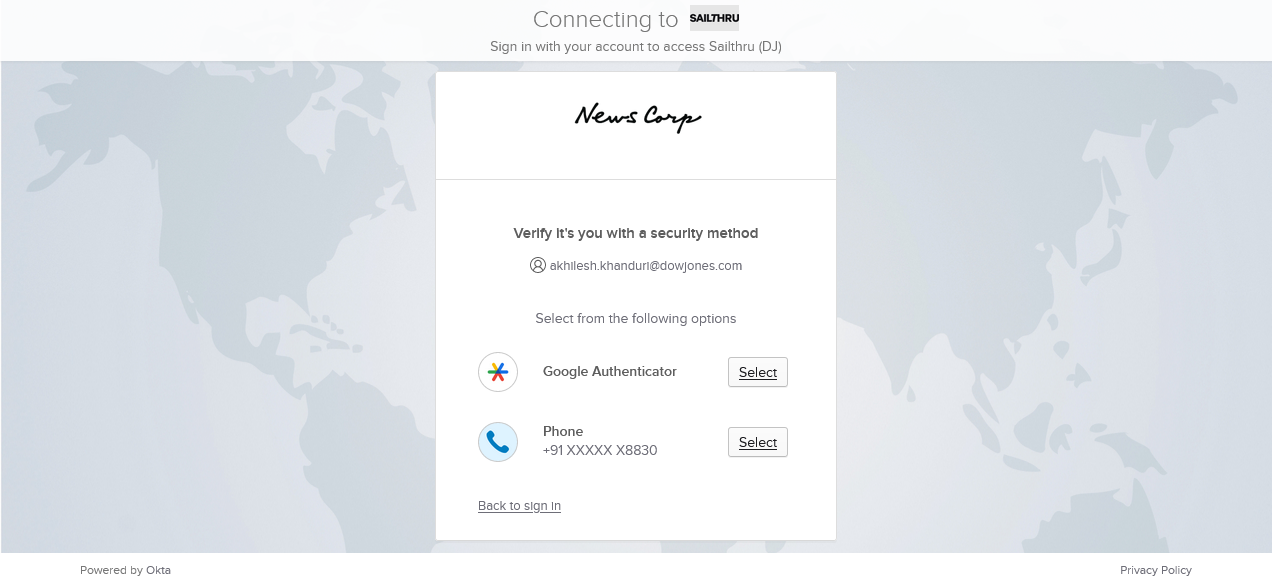 Connecting to SAILTHRU
Sign in with your account to access Sailthru (DJ)
News Corp
Verify it's you with a security method
akhilesh.khanduri@dowjones.com
Select from the following options
Google Authenticator Select
Phone
+91 XXXXX X8830 Select
Back to sign in
Powered by Okta Privacy Policy